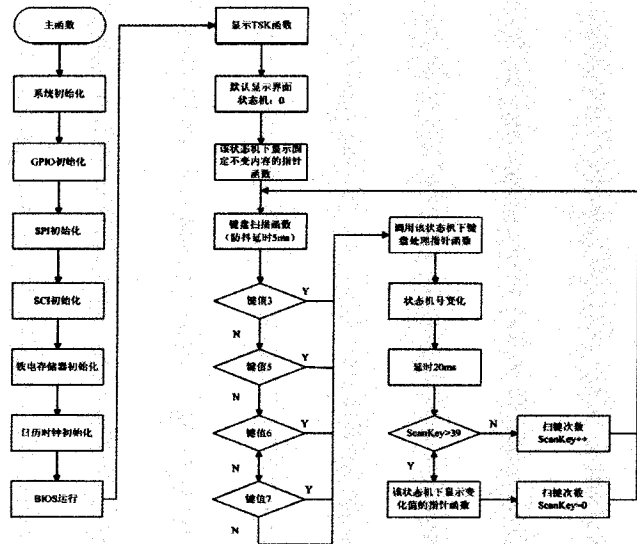 主函数
系统初始化
GPIO初始化
SPI初始化
SCI初始化
铁电存储器初始化
日历时钟初始化
BIOS运行
显示TSK函数
默认显示界面
状态机：0
该状态机下显示固
定不变内容的指针
函数
键盘扫描函数
（防抖延时5ms）
键值3
Y
N
键值5
Y
N
键值6
Y
N
键值7
Y
N
调用该状态机下键
盘处理指针函数
状态机号变化
延时20ms
ScanKey>39
N
Y
扫键次数
ScanKey++
该状态机下显示变
化值的指针函数
扫键次数
ScanKey=0